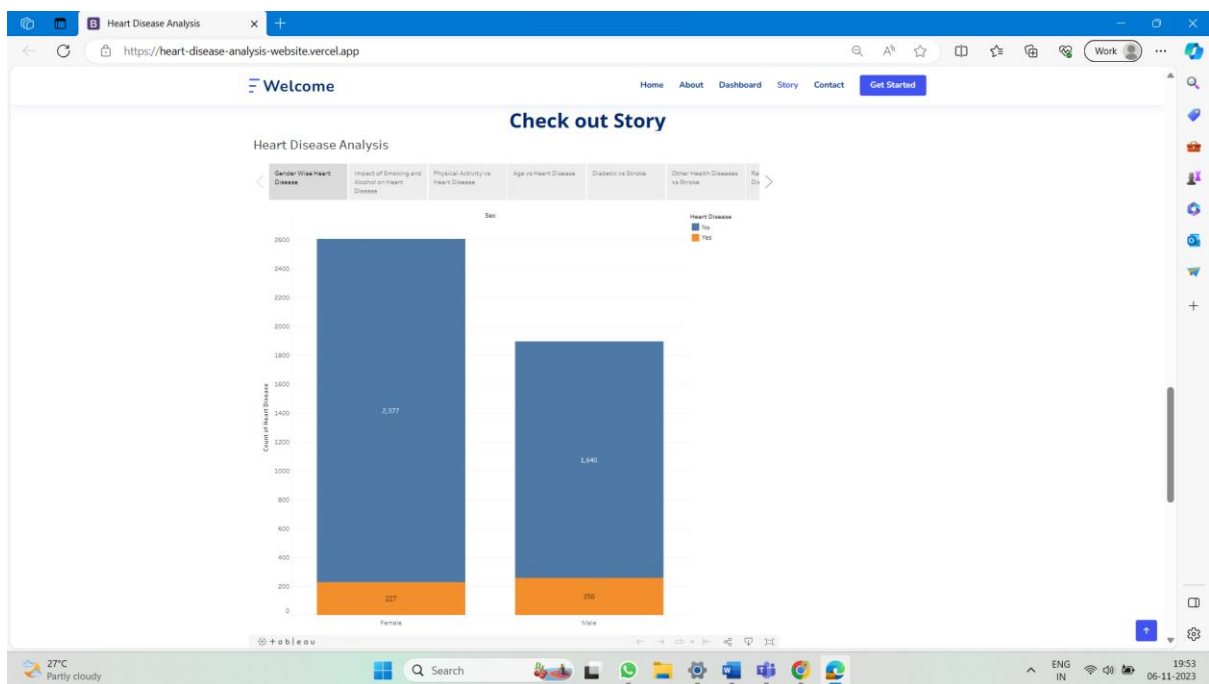 Heart Disease Analysis
https://heart-disease-analysis-website.vercel.app
Work
Welcome
Home About Dashboard Story Contact Get Started
Check out Story
Heart Disease Analysis
Gender Wise Heart
Disease
Impact of Smoking and
Alcohol on Heart
Disease
Physical Activity vs
Heart Disease
Age vs Heart Disease
Diabetic vs Stroke
Other Health Diseases
vs Stroke
Sex
Heart Disease
No
Yes
Count of Heart Disease
2600
2400
2200
2000
1800
1600
1400
1200
1000
800
600
400
200
0
2,377
227
1,640
256
Female
Male
+ableau
27°C
Partly cloudy
Search
ENG
IN
19:53
06-11-2023